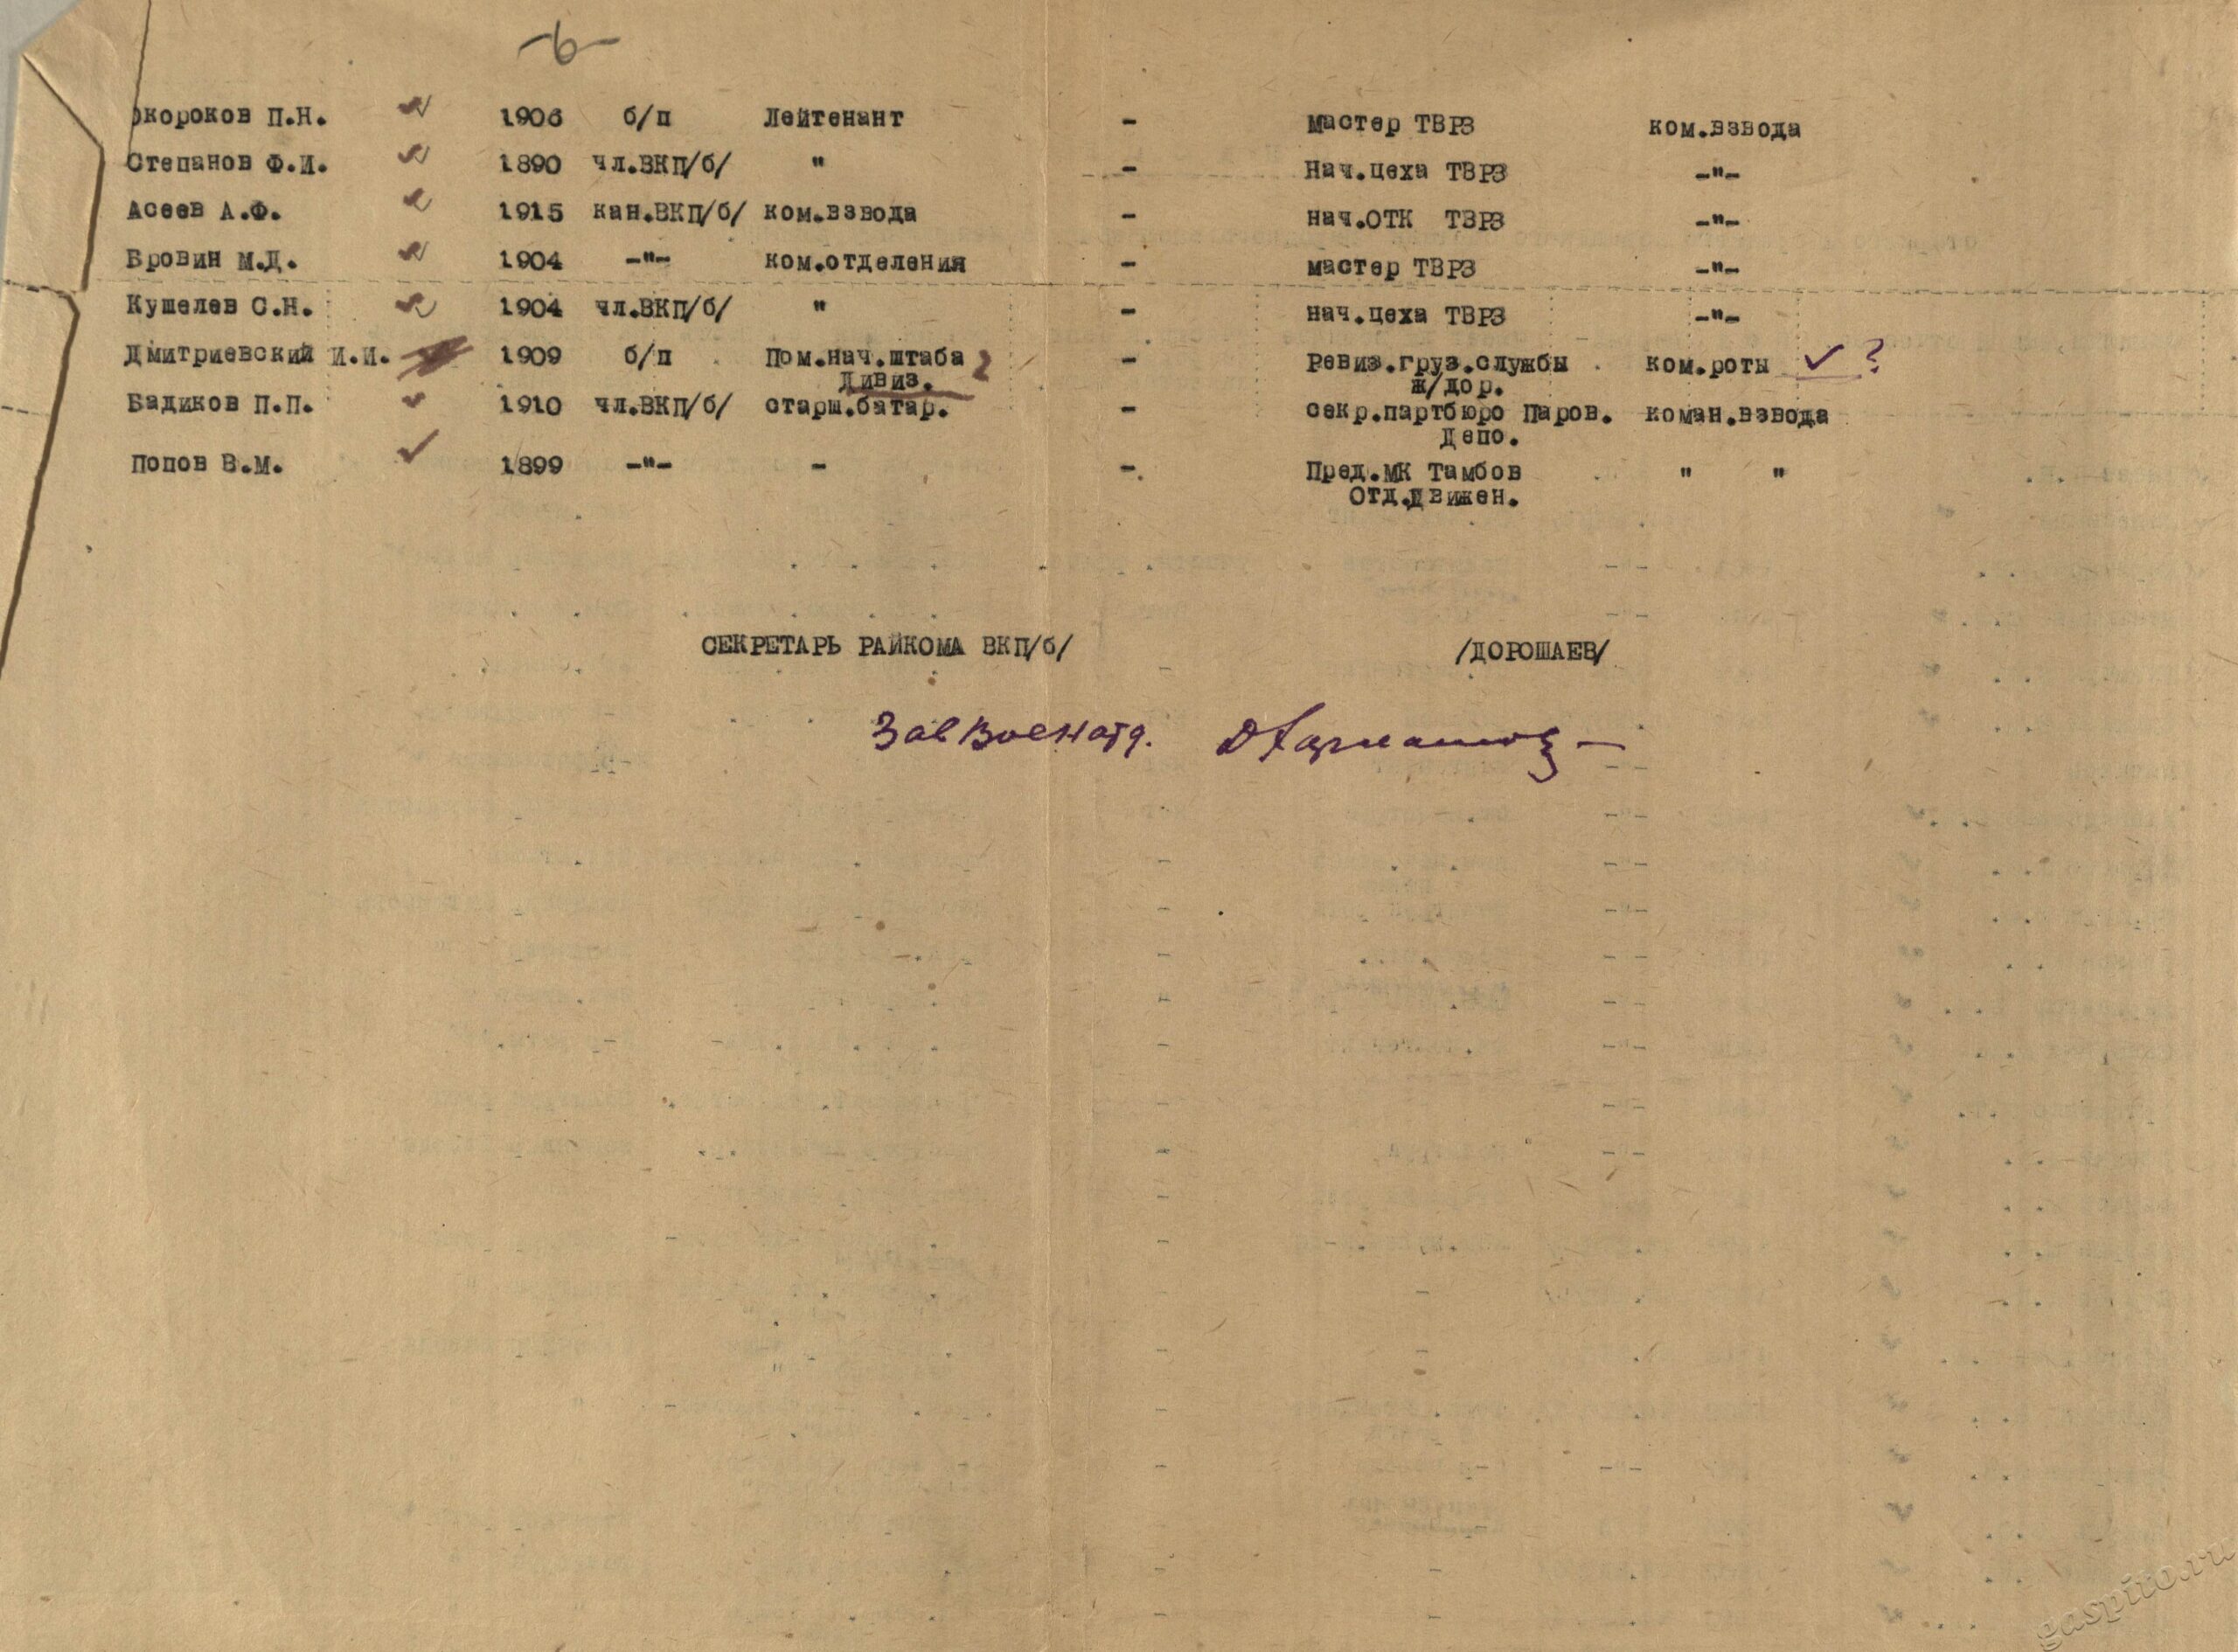 -6-
окороков П.Н. 1906 б/п Лейтенант - мастер ТВРЗ ком.взвода
Степанов Ф.И. 1890 чл.ВКП/б/ " - Нач.цеха ТВРЗ -"-
Асеев А.Ф. 1915 кан.ВКП/б/ ком.взвода - нач.ОТК ТВРЗ -"-
Бровин М.Д. 1904 -"- ком.отделения - мастер ТВРЗ -"-
Кушелев С.Н. 1904 чл.ВКП/б/ " - нач.цеха ТВРЗ -"-
Дмитриевский И.И. 1909 б/п Пом.нач.штаба - Ревиз.груз.службы ком.роты ✓ ?
дивиз. ж/дор.
Бадиков П.П. 1910 чл.ВКП/б/ старш.батар. - секр.партбюро Паров. коман.взвода
Депо.
Попов В.М. 1899 -"- - - Пред.МК Тамбов " "
Отд.Движен.
СЕКРЕТАРЬ РАЙКОМА ВКП/б/ /ДОРОШАЕВ/
Зав Военотд.
gaspito.ru